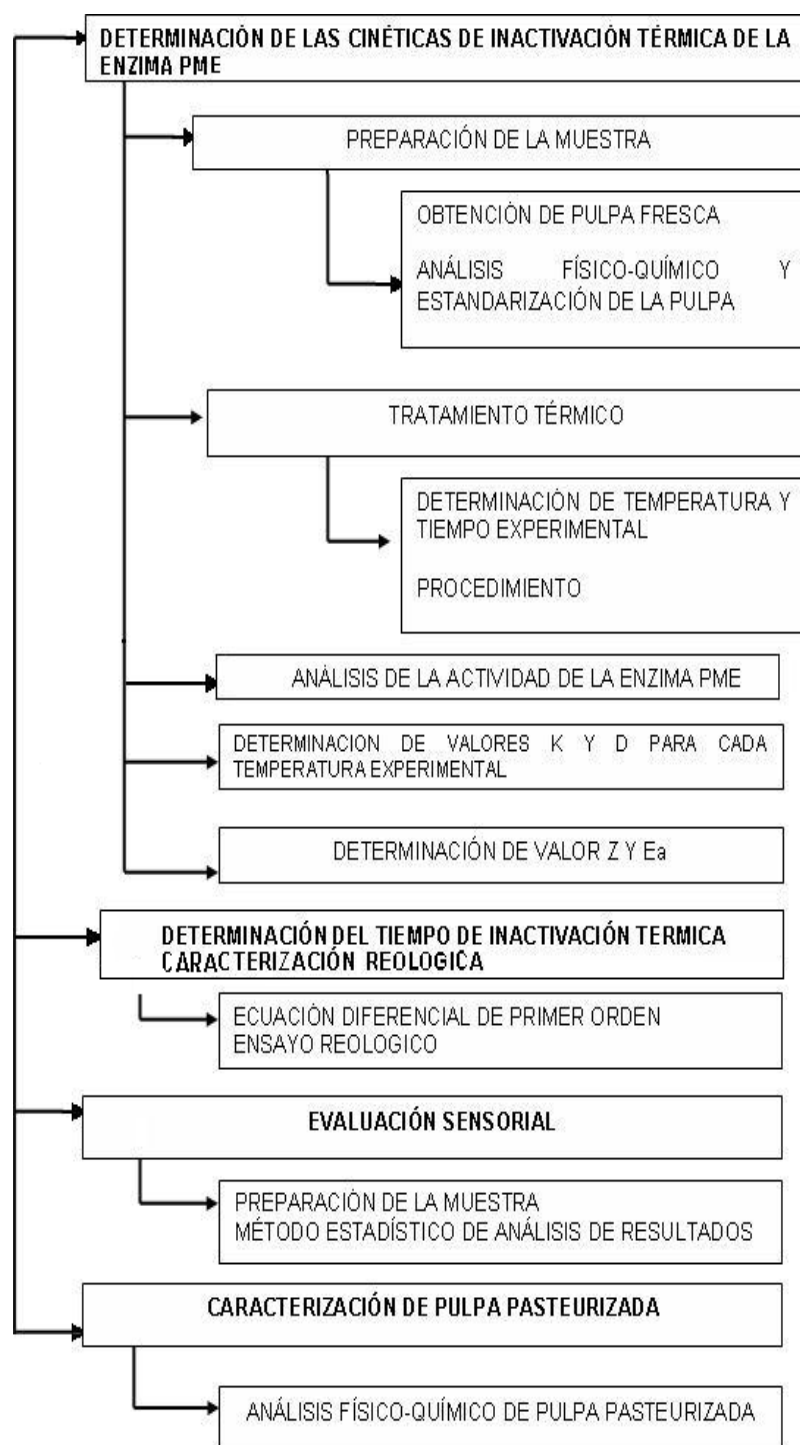 DETERMINACIÓN DE LAS CINÉTICAS DE INACTIVACIÓN TÉRMICA DE LA
ENZIMA PME
PREPARACIÓN DE LA MUESTRA
OBTENCIÓN DE PULPA FRESCA
ANÁLISIS FÍSICO-QUÍMICO Y
ESTANDARIZACIÓN DE LA PULPA
TRATAMIENTO TÉRMICO
DETERMINACIÓN DE TEMPERATURA Y
TIEMPO EXPERIMENTAL
PROCEDIMIENTO
ANÁLISIS DE LA ACTIVIDAD DE LA ENZIMA PME
DETERMINACION DE VALORES K Y D PARA CADA
TEMPERATURA EXPERIMENTAL
DETERMINACIÓN DE VALOR Z Y Ea
DETERMINACIÓN DEL TIEMPO DE INACTIVACIÓN TERMICA
CARACTERIZACIÓN REOLOGICA
ECUACIÓN DIFERENCIAL DE PRIMER ORDEN
ENSAYO REOLOGICO
EVALUACIÓN SENSORIAL
PREPARACIÓN DE LA MUESTRA
MÉTODO ESTADÍSTICO DE ANÁLISIS DE RESULTADOS
CARACTERIZACIÓN DE PULPA PASTEURIZADA
ANÁLISIS FÍSICO-QUÍMICO DE PULPA PASTEURIZADA